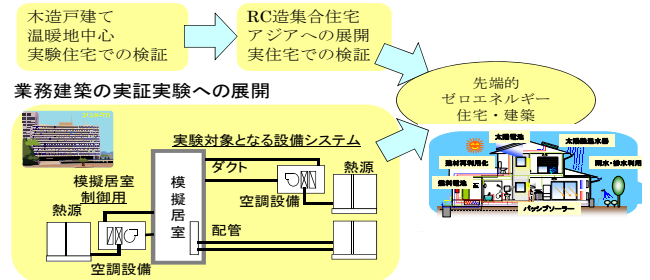 木造戸建て
温暖地中心
実験住宅での検証
RC造集合住宅
アジアへの展開
実住宅での検証
先端的
ゼロエネルギー
住宅・建築
業務建築の実証実験への展開
実験対象となる設備システム
ダクト
熱源
空調設備
模擬居室
制御用
熱源
模擬居室
配管
空調設備
太陽電池
太陽熱温水器
建材再利用化
雨水・排水利用
燃料電池
パッシブソーラー